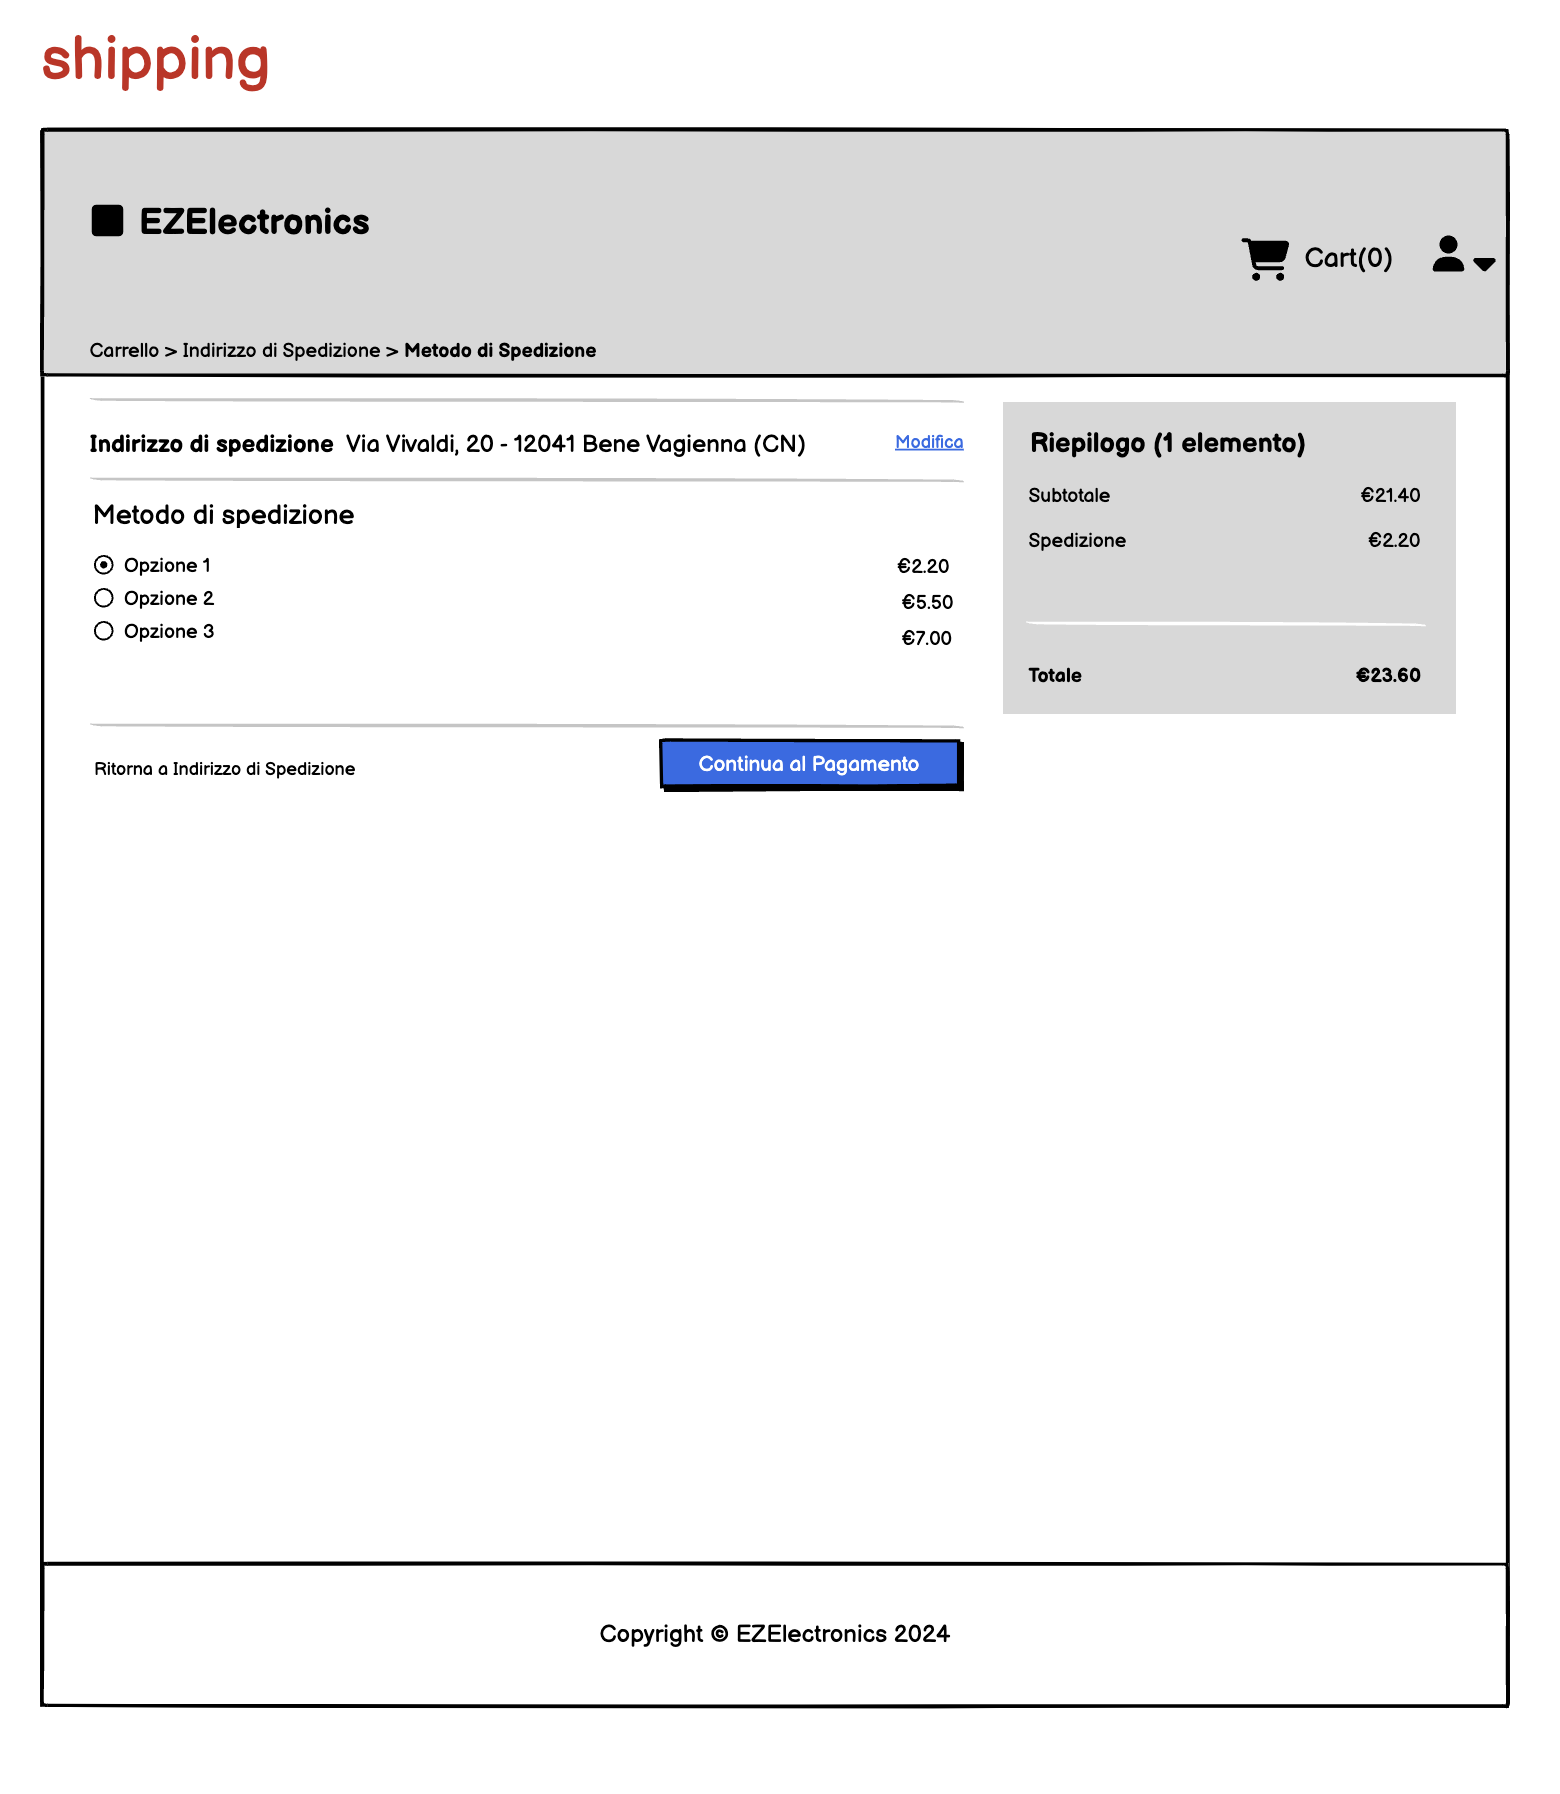 shipping
EZElectronics
Cart(0)
Carrello > Indirizzo di Spedizione > Metodo di Spedizione
Indirizzo di spedizione Via Vivaldi, 20 - 12041 Bene Vagienna (CN) Modifica
Metodo di spedizione
Opzione 1 €2.20
Opzione 2 €5.50
Opzione 3 €7.00
Ritorna a Indirizzo di Spedizione Continua al Pagamento
Riepilogo (1 elemento)
Subtotale €21.40
Spedizione €2.20
Totale €23.60
Copyright © EZElectronics 2024